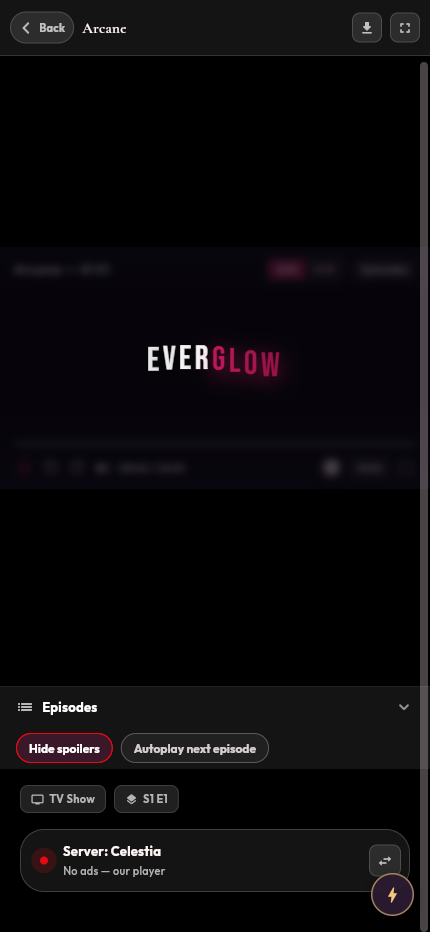 Back
Arcane
EVERGLOW
Episodes
Hide spoilers
Autoplay next episode
TV Show
S1 E1
Server: Celestia
No ads — our player